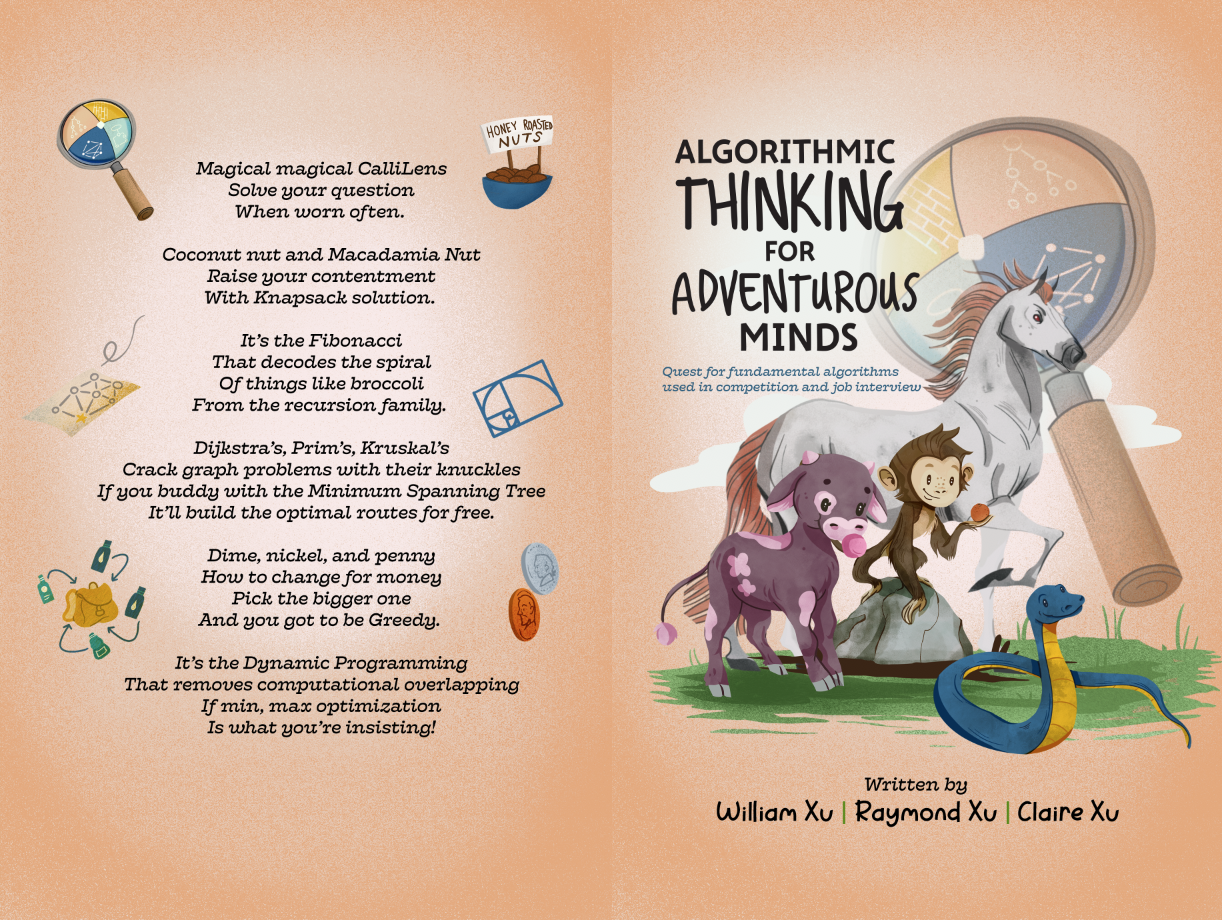 Magical magical CalliLens
Solve your question
When worn often.
HONEY ROASTED
NUTS
Coconut nut and Macadamia Nut
Raise your contentment
With Knapsack solution.
It's the Fibonacci
That decodes the spiral
Of things like broccoli
From the recursion family.
Dijkstra's, Prim's, Kruskal's
Crack graph problems with their knuckles
If you buddy with the Minimum Spanning Tree
It'll build the optimal routes for free.
Dime, nickel, and penny
How to change for money
Pick the bigger one
And you got to be Greedy.
It's the Dynamic Programming
That removes computational overlapping
If min, max optimization
Is what you're insisting!
ALGORITHMIC
THINKING
FOR
ADVENTUROUS
MINDS
Quest for fundamental algorithms
used in competition and job interview
Written by
William Xu | Raymond Xu | Claire Xu